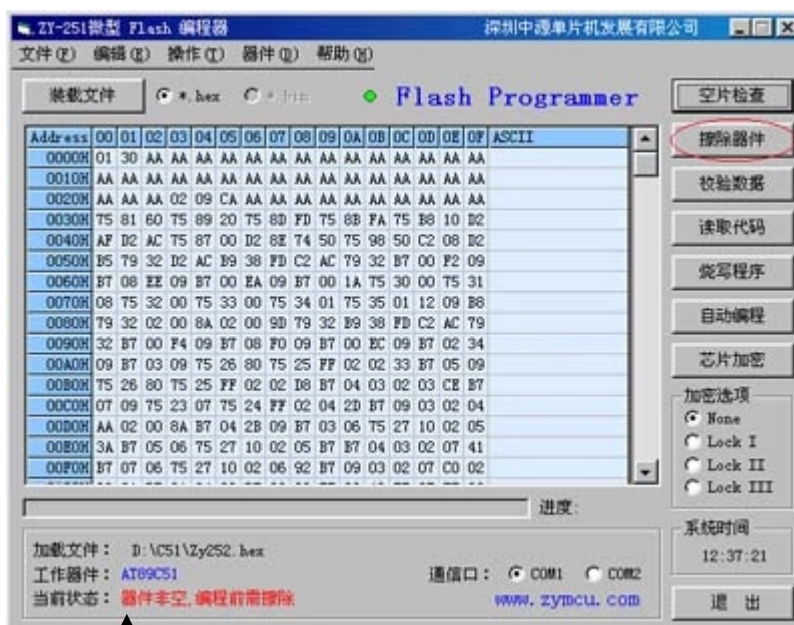 ZY-251微型 Flash 编程器 深圳中源单片机发展有限公司
文件(F) 编辑(E) 操作(T) 器件(D) 帮助(H)
装载文件 *.hex *.bin Flash Programmer 空片检查
Address 00 01 02 03 04 05 06 07 08 09 0A 0B 0C 0D 0E 0F ASCII
擦除器件
0000H 01 30 AA AA AA AA AA AA AA AA AA AA AA AA AA AA
0010H AA AA AA AA AA AA AA AA AA AA AA AA AA AA AA AA
校验数据
0020H AA AA AA 02 09 CA AA AA AA AA AA AA AA AA AA AA
0030H 75 81 60 75 89 20 75 8D FD 75 8B FA 75 B8 10 D2
读取代码
0040H AF D2 AC 75 87 00 D2 8E 74 50 75 98 50 C2 08 D2
0050H B5 79 32 D2 AC B9 38 FD C2 AC 79 32 B7 00 F2 09
烧写程序
0060H B7 08 EE 09 B7 00 EA 09 B7 00 1A 75 30 00 75 31
0070H 08 75 32 00 75 33 00 75 34 01 75 35 01 12 09 B8
自动编程
0080H 79 32 02 00 8A 02 00 9D 79 32 B9 38 FD C2 AC 79
0090H 32 B7 00 F4 09 B7 08 F0 09 B7 00 EC 09 B7 02 34
芯片加密
00A0H 09 B7 03 09 75 26 80 75 25 FF 02 02 33 B7 05 09
00B0H 75 26 80 75 25 FF 02 02 D8 B7 04 03 02 03 CE B7
加密选项
00C0H 07 09 75 23 07 75 24 FF 02 04 2D B7 09 03 02 04
None
00D0H AA 02 00 8A B7 04 2B 09 B7 03 06 75 27 10 02 05
Lock I
00E0H 3A B7 05 06 75 27 10 02 05 B7 B7 04 03 02 07 41
Lock II
00F0H B7 07 06 75 27 10 02 06 92 B7 09 03 02 07 C0 02
Lock III
进度:
系统时间
加载文件: D:\C51\Zy252.hex
12:37:21
工作器件: AT89C51 通信口: COM1 COM2
当前状态: 器件非空,编程前需擦除 www.zymcu.com 退 出